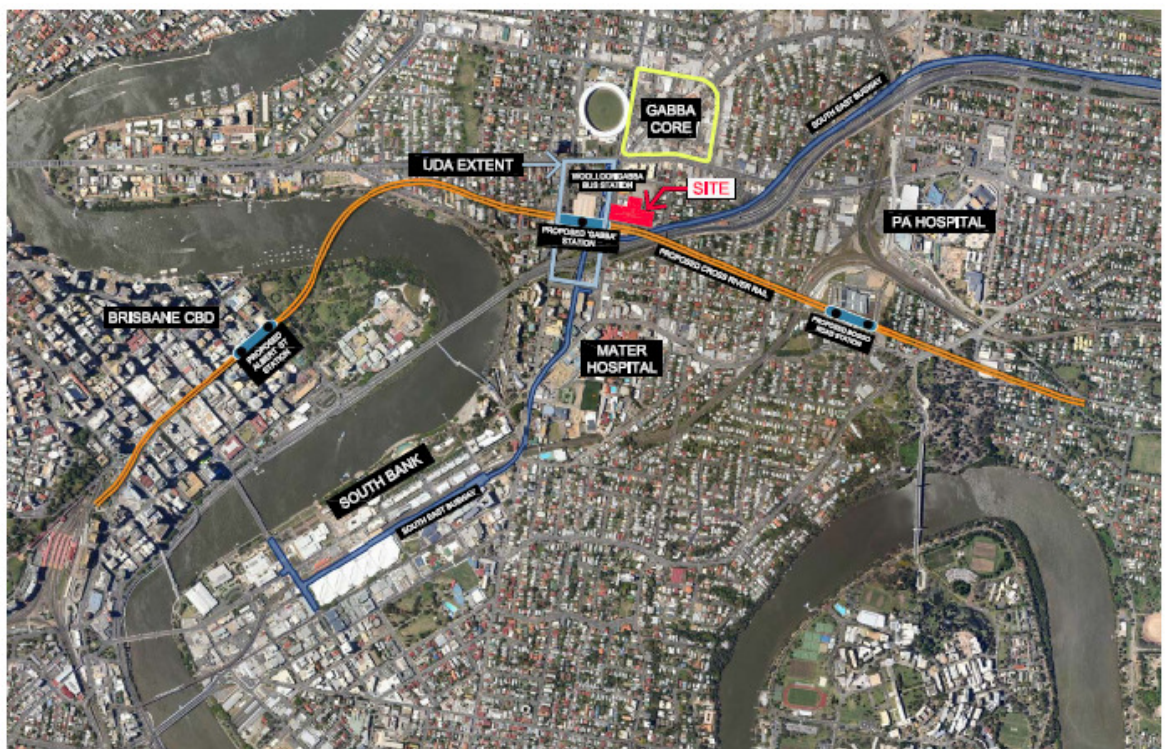 GABBA
CORE
SOUTH EAST BUSWAY
UDA EXTENT
WOOLLOONGABBA
BUS STATION
SITE
PROPOSED 'GABBA'
STATION
PA HOSPITAL
PROPOSED CROSS RIVER RAIL
BRISBANE CBD
PROPOSED
ALBERT ST
STATION
PROPOSED BOGGO
ROAD STATION
MATER
HOSPITAL
SOUTH BANK
SOUTH EAST BUSWAY